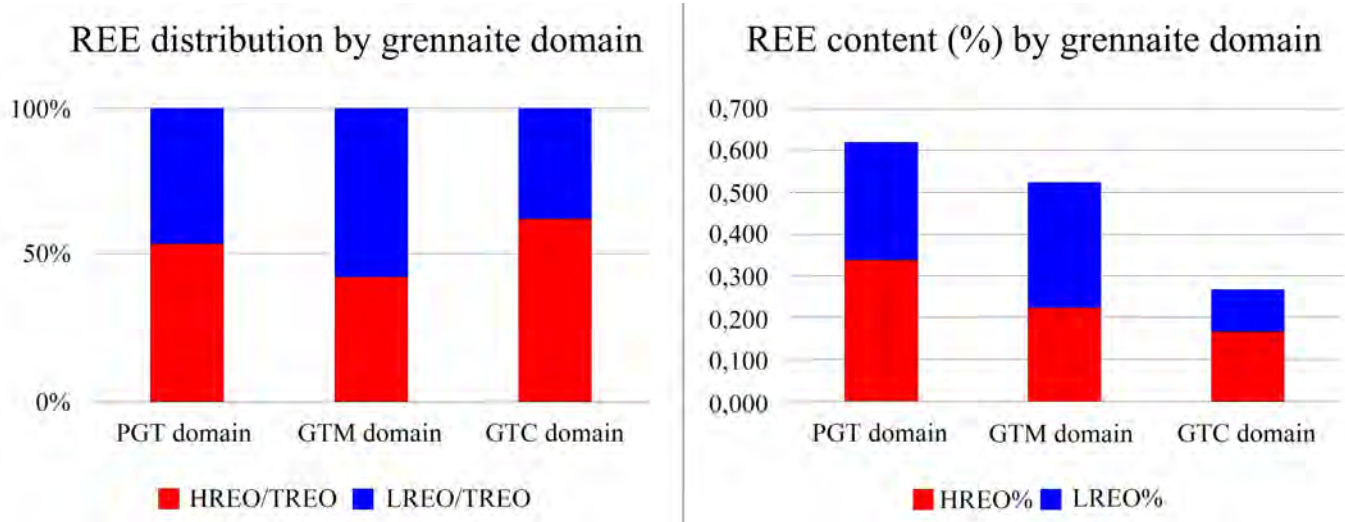 REE distribution by grennaite domain
100%
50%
0%
PGT domain GTM domain GTC domain
HREO/TREO LREO/TREO
REE content (%) by grennaite domain
0,700
0,600
0,500
0,400
0,300
0,200
0,100
0,000
PGT domain GTM domain GTC domain
HREO% LREO%